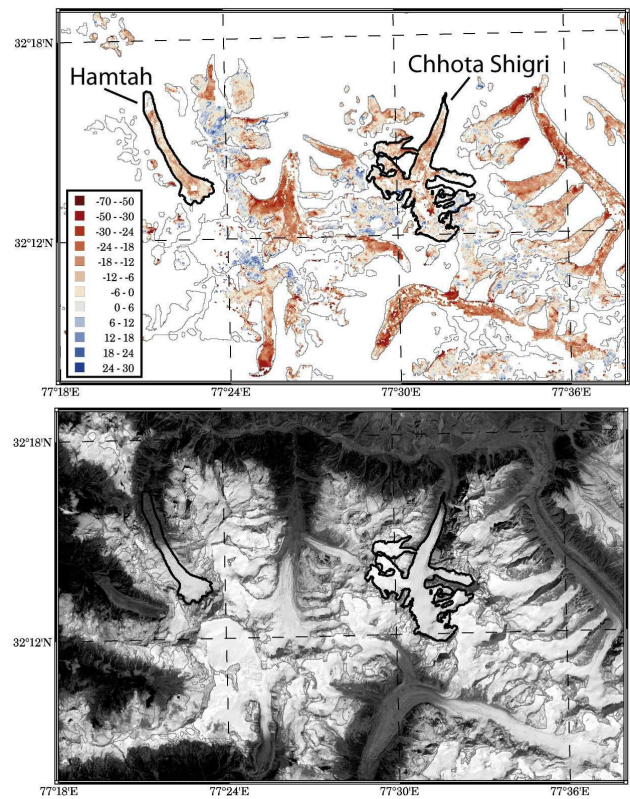 32°18'N
Hamtah
Chhota Shigri
-70 - -50
-50 - -30
-30 - -24
-24 - -18
-18 - -12
-12 - -6
-6 - 0
0 - 6
6 - 12
12 - 18
18 - 24
24 - 30
32°12'N
77°18'E
77°24'E
77°30'E
77°36'E
32°18'N
32°12'N
77°18'E
77°24'E
77°30'E
77°36'E